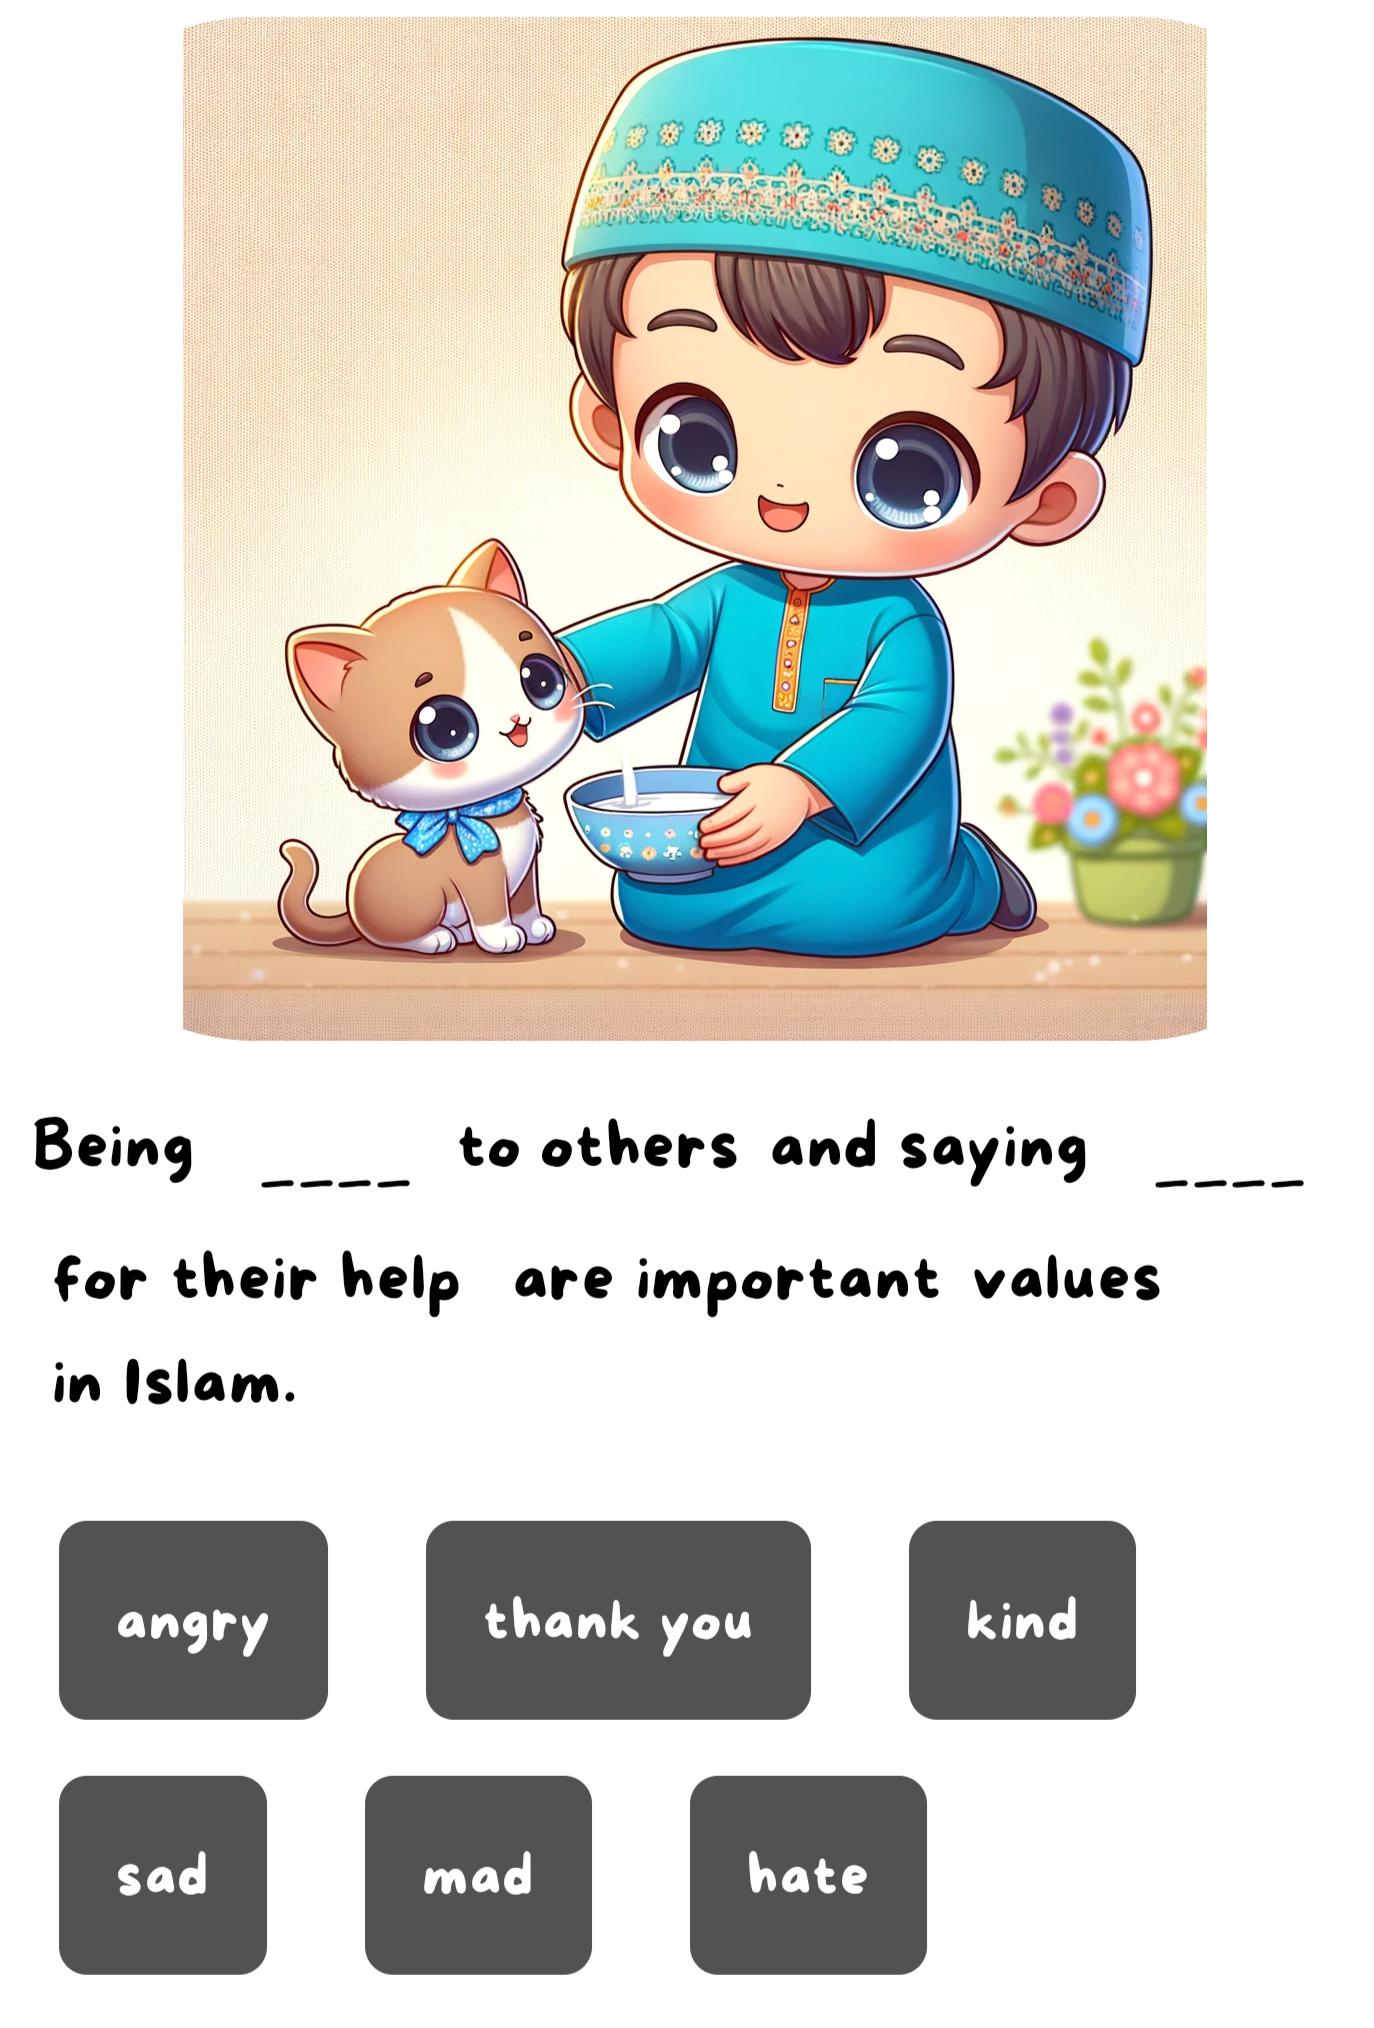 Being ____ to others and saying ____
for their help are important values
in Islam.
angry thank you kind
sad mad hate